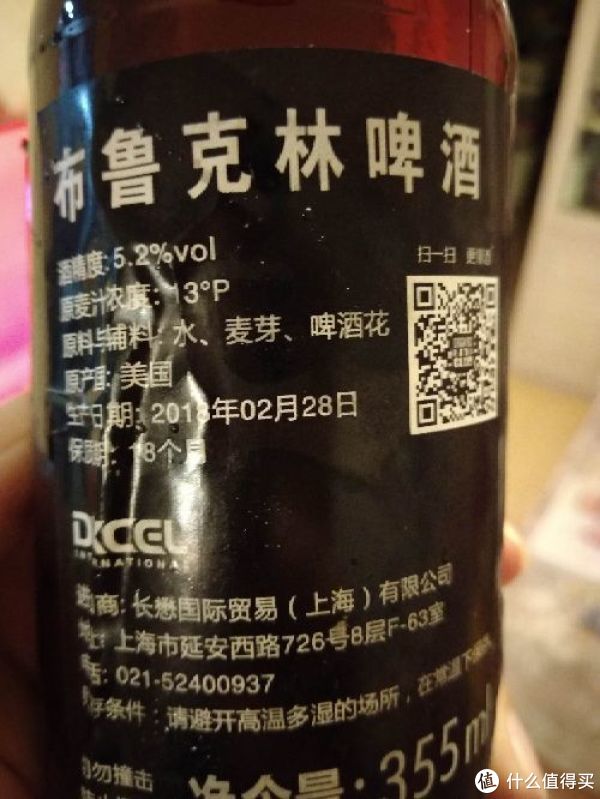 布鲁克林啤酒
扫一扫 更多酒
酒精度: 5.2%vol
原麦汁浓度: 13°P
原料与辅料: 水、麦芽、啤酒花
原产国: 美国
生产日期: 2018年02月28日
保质期: 18个月
INTERNATIONAL
进口商: 长懋国际贸易（上海）有限公司
地址: 上海市延安西路726号8层F-63室
电话: 021-52400937
贮存条件: 请避开高温多湿的场所，在常温下
勿撞击
净含量: 355ml
值 什么值得买